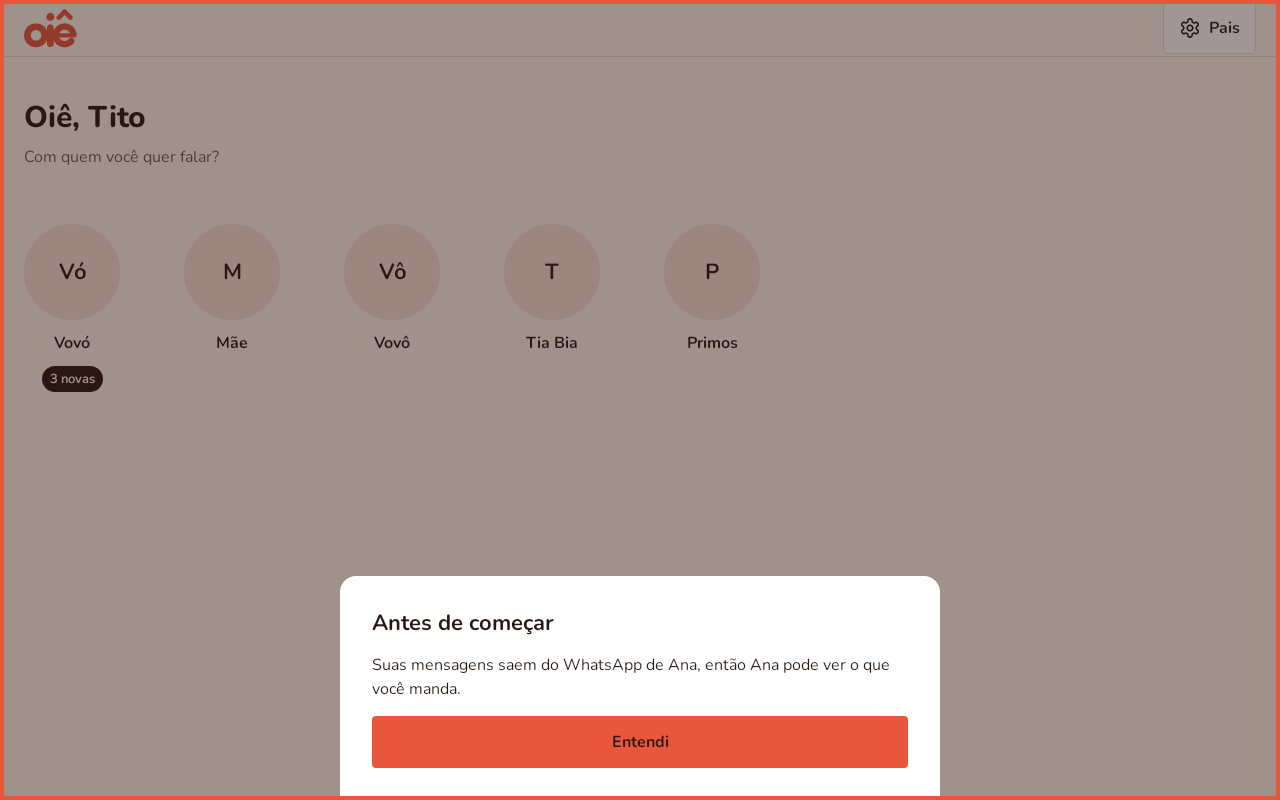 oiê
Pais
Oiê, Tito
Com quem você quer falar?
Vó
M
Vô
T
P
Vovó
Mãe
Vovô
Tia Bia
Primos
3 novas
Antes de começar
Suas mensagens saem do WhatsApp de Ana, então Ana pode ver o que
você manda.
Entendi